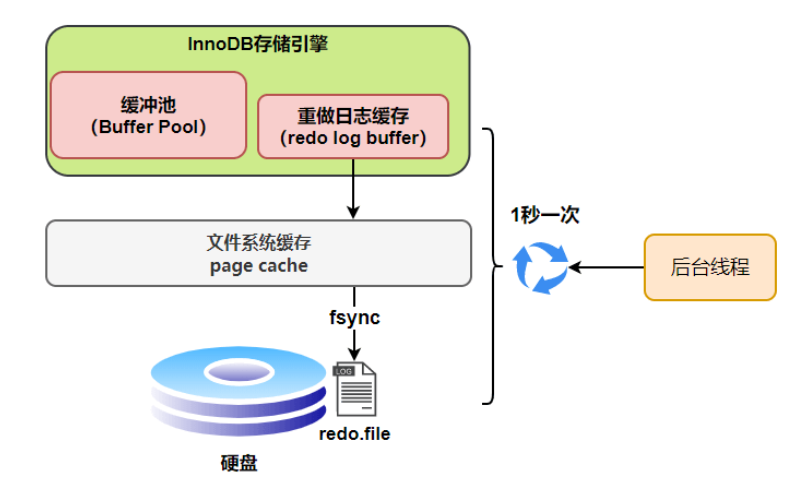 InnoDB存储引擎
缓冲池
（Buffer Pool）
重做日志缓存
（redo log buffer）
1秒一次
文件系统缓存
page cache
后台线程
fsync
LOG
redo.file
硬盘